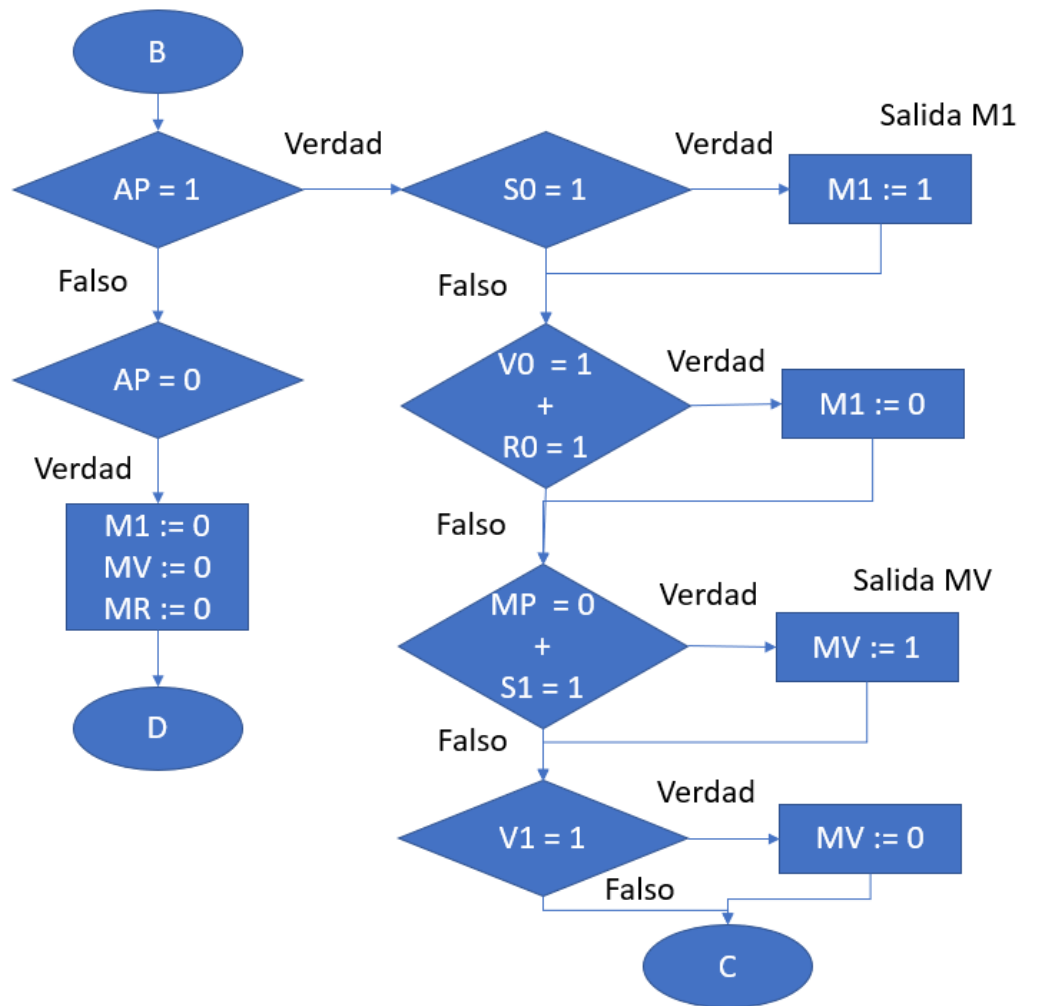 B
AP = 1
Verdad
S0 = 1
Verdad
Salida M1
M1 := 1
Falso
Falso
AP = 0
V0 = 1
+
R0 = 1
Verdad
M1 := 0
Verdad
M1 := 0
MV := 0
MR := 0
D
Falso
MP = 0
+
S1 = 1
Verdad
Salida MV
MV := 1
Falso
V1 = 1
Verdad
MV := 0
Falso
C